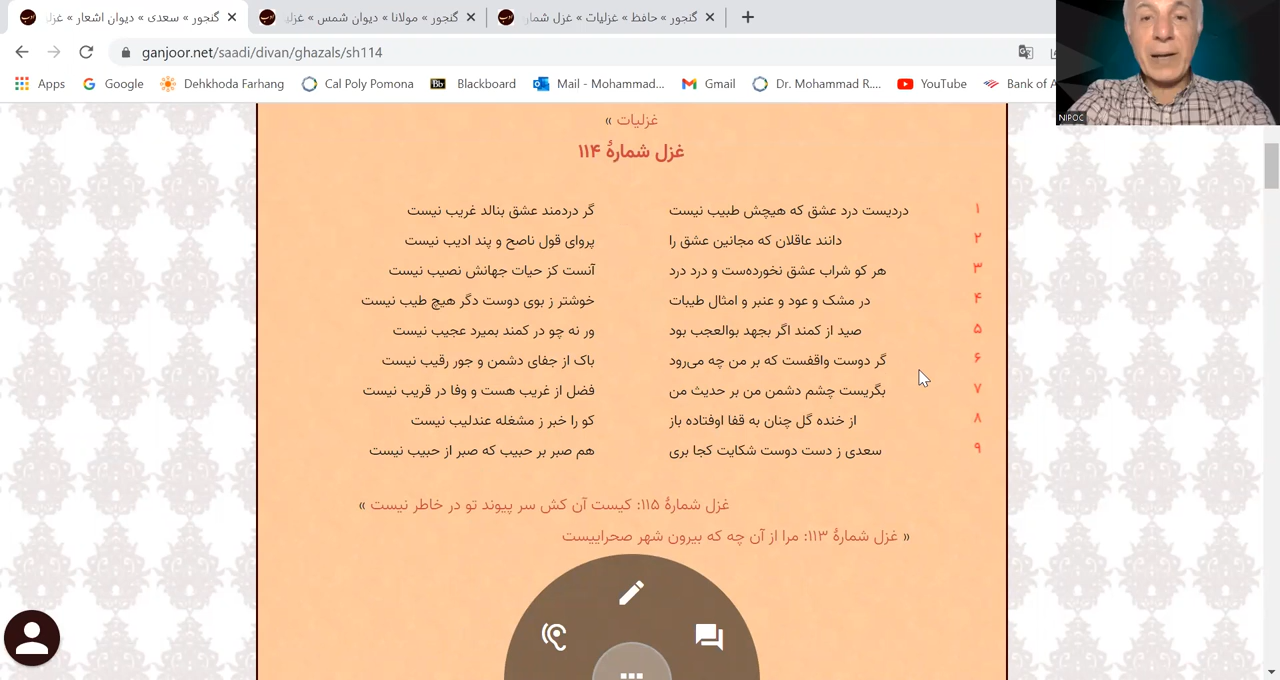 گنجور » سعدی » دیوان اشعار » غزلی
گنجور » مولانا » دیوان شمس » غزلی
گنجور » حافظ » غزلیات » غزل شمار
ganjoor.net/saadi/divan/ghazals/sh114
Apps Google Dehkhoda Farhang Cal Poly Pomona Blackboard Mail - Mohammad... Gmail Dr. Mohammad R.... YouTube Bank of A
NIPOC
غزلیات »
غزل شمارهٔ ۱۱۴
۱ دردیست درد عشق که هیچش طبیب نیست گر دردمند عشق بنالد غریب نیست
۲ دانند عاقلان که مجانین عشق را پروای قول ناصح و پند ادیب نیست
۳ هر کو شراب عشق نخورده‌ست و درد درد آنست کز حیات جهانش نصیب نیست
۴ در مشک و عود و عنبر و امثال طیبات خوشتر ز بوی دوست دگر هیچ طیب نیست
۵ صید از کمند اگر بجهد بوالعجب بود ور نه چو در کمند بمیرد عجیب نیست
۶ گر دوست واقفست که بر من چه می‌رود باک از جفای دشمن و جور رقیب نیست
۷ بگریست چشم دشمن من بر حدیث من فضل از غریب هست و وفا در قریب نیست
۸ از خنده گل چنان به قفا اوفتاده باز کو را خبر ز مشغله عندلیب نیست
۹ سعدی ز دست دوست شکایت کجا بری هم صبر بر حبیب که صبر از حبیب نیست
غزل شمارهٔ ۱۱۵: کیست آن کش سر پیوند تو در خاطر نیست »
« غزل شمارهٔ ۱۱۳: مرا از آن چه که بیرون شهر صحراییست